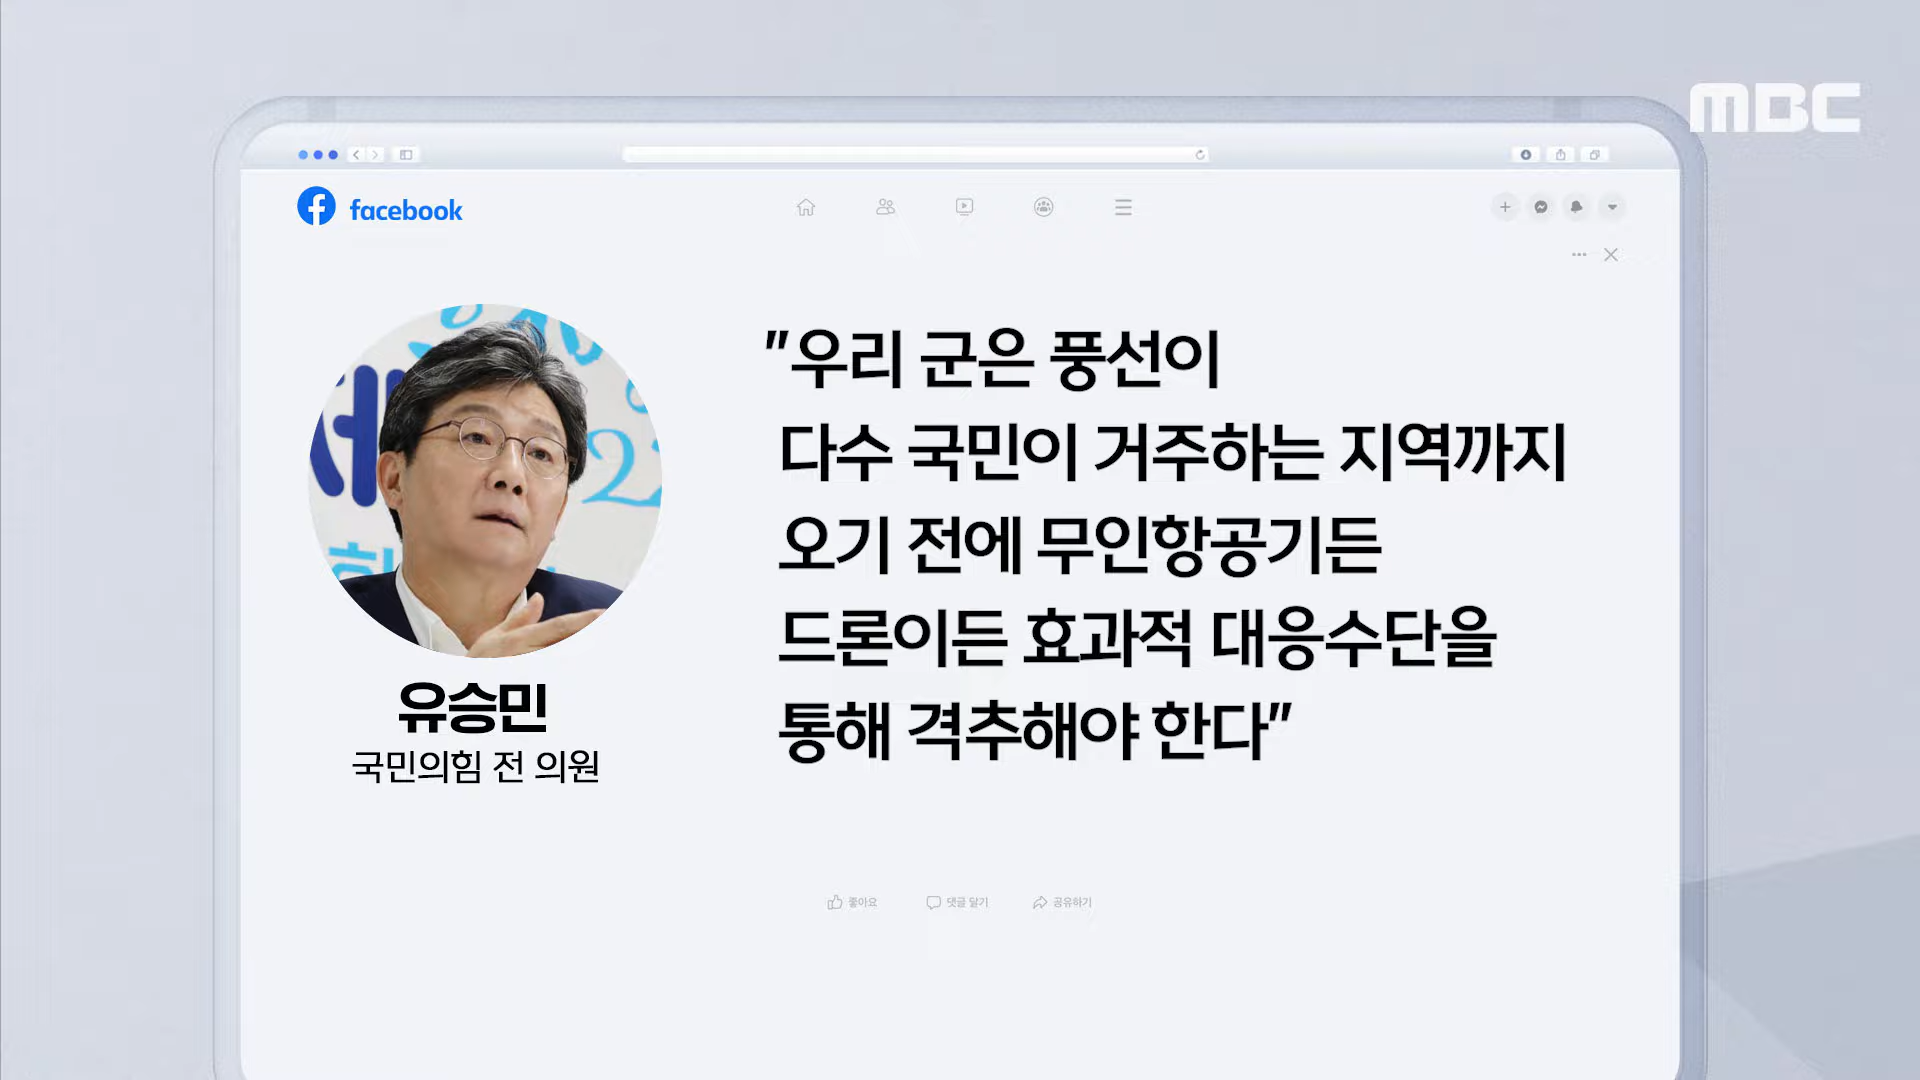 MBC
facebook
"우리 군은 풍선이
다수 국민이 거주하는 지역까지
오기 전에 무인항공기든
드론이든 효과적 대응수단을
통해 격추해야 한다"
유승민
국민의힘 전 의원
좋아요 댓글 달기 공유하기